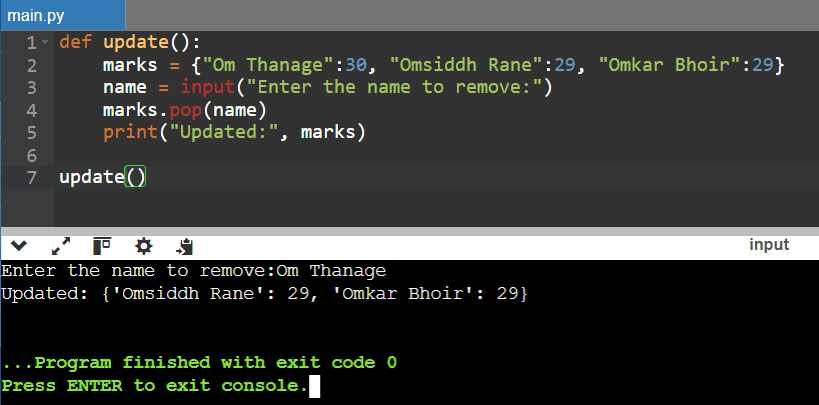 main.py
1 def update():
2     marks = {"Om Thanage":30, "Omsiddh Rane":29, "Omkar Bhoir":29}
3     name = input("Enter the name to remove:")
4     marks.pop(name)
5     print("Updated:", marks)
6
7 update()
input
Enter the name to remove:Om Thanage
Updated: {'Omsiddh Rane': 29, 'Omkar Bhoir': 29}
...Program finished with exit code 0
Press ENTER to exit console.